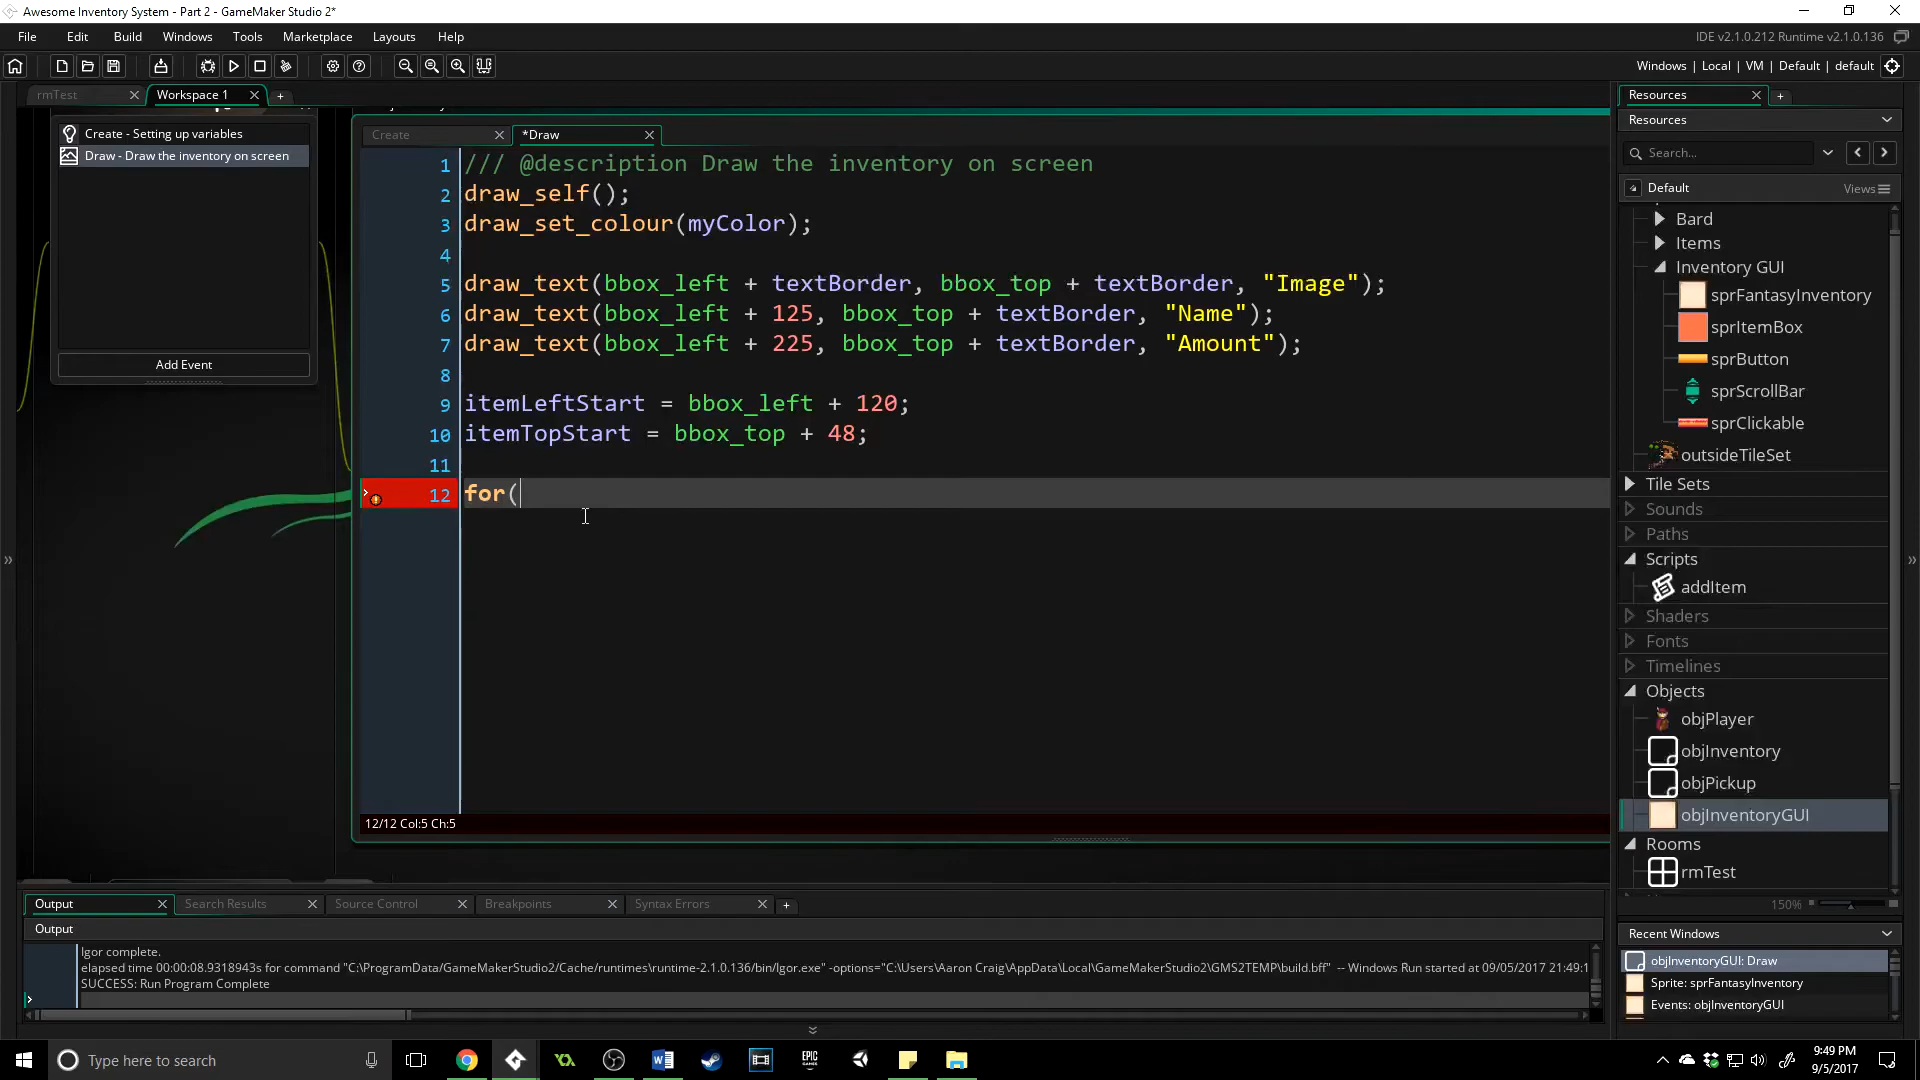 Awesome Inventory System - Part 2 - GameMaker Studio 2*
File Edit Build Windows Tools Marketplace Layouts Help
IDE v2.1.0.212 Runtime v2.1.0.136
Windows | Local | VM | Default | default
rmTest
Workspace 1
Create - Setting up variables
Draw - Draw the inventory on screen
Add Event
Create
*Draw
1 /// @description Draw the inventory on screen
2 draw_self();
3 draw_set_colour(myColor);
4
5 draw_text(bbox_left + textBorder, bbox_top + textBorder, "Image");
6 draw_text(bbox_left + 125, bbox_top + textBorder, "Name");
7 draw_text(bbox_left + 225, bbox_top + textBorder, "Amount");
8
9 itemLeftStart = bbox_left + 120;
10 itemTopStart = bbox_top + 48;
11
12 for(
12/12 Col:5 Ch:5
Resources
Resources
Search...
Default
Views
Bard
Items
Inventory GUI
sprFantasyInventory
sprItemBox
sprButton
sprScrollBar
sprClickable
outsideTileSet
Tile Sets
Sounds
Paths
Scripts
addItem
Shaders
Fonts
Timelines
Objects
objPlayer
objInventory
objPickup
objInventoryGUI
Rooms
rmTest
150%
Recent Windows
objInventoryGUI: Draw
Sprite: sprFantasyInventory
Events: objInventoryGUI
Output
Search Results
Source Control
Breakpoints
Syntax Errors
Output
Igor complete.
elapsed time 00:00:08.9318943s for command "C:\ProgramData/GameMakerStudio2/Cache/runtimes\runtime-2.1.0.136/bin/Igor.exe" -options="C:\Users\Aaron Craig\AppData\Local\GameMakerStudio2\GMS2TEMP\build.bff" -- Windows Run started at 09/05/2017 21:49:1
SUCCESS: Run Program Complete
Type here to search
EPIC GAMES
9:49 PM
9/5/2017